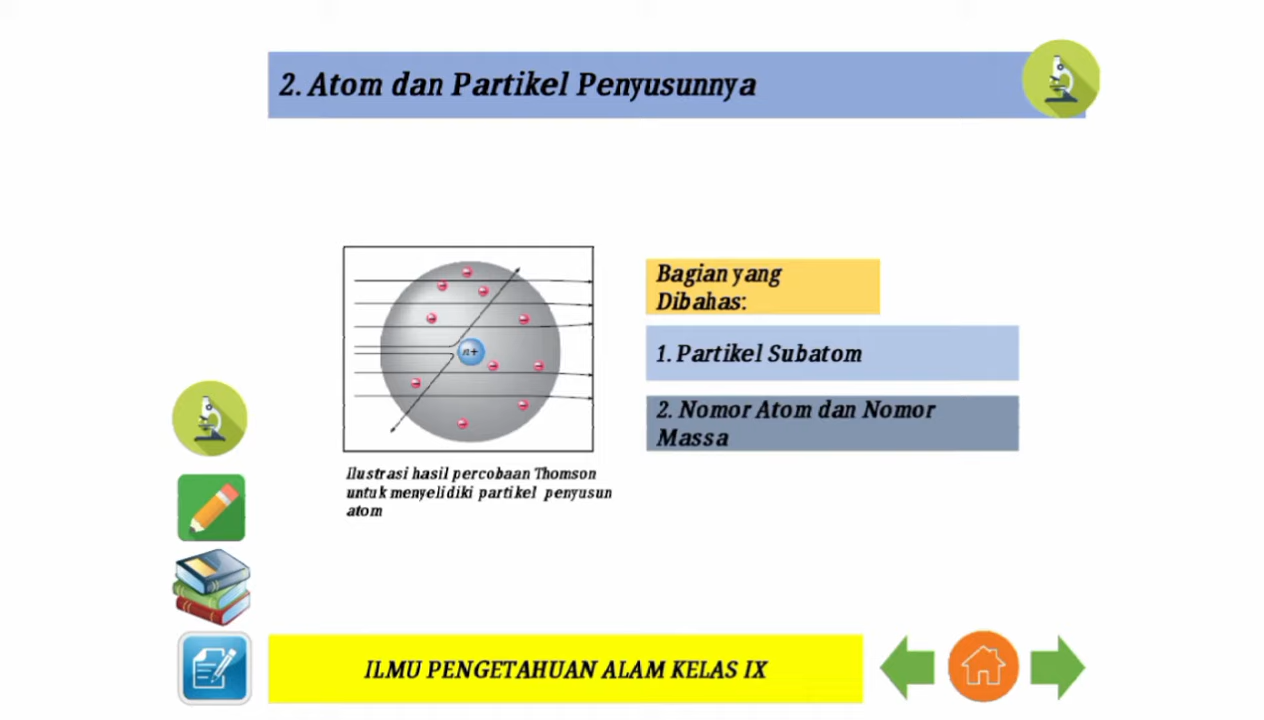 2. Atom dan Partikel Penyusunnya
n+
Bagian yang
Dibahas:
1. Partikel Subatom
2. Nomor Atom dan Nomor
Massa
Ilustrasi hasil percobaan Thomson
untuk menyelidiki partikel penyusun
atom
ILMU PENGETAHUAN ALAM KELAS IX